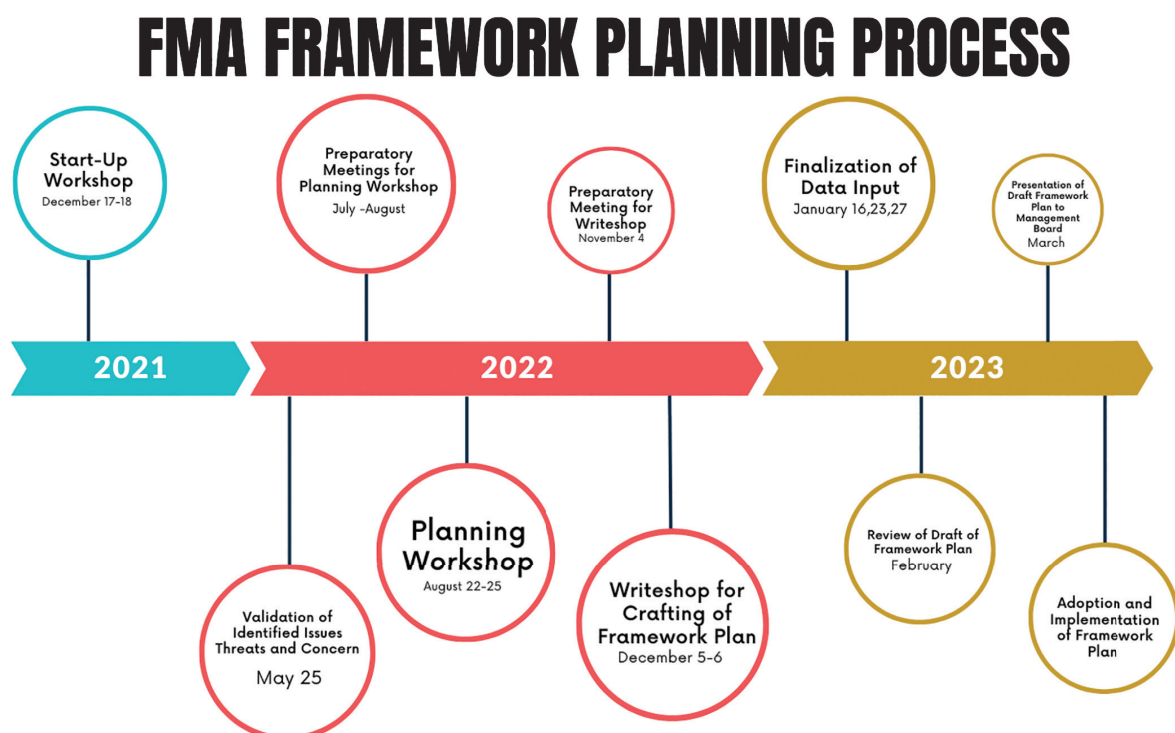 FMA FRAMEWORK PLANNING PROCESS
Start-Up
Workshop
December 17-18
Preparatory
Meetings for
Planning Workshop
July -August
Preparatory
Meeting for
Writeshop
November 4
Finalization of
Data Input
January 16,23,27
Presentation of
Draft Framework
Plan to
Management
Board
March
2021
2022
2023
Validation of
Identified Issues
Threats and Concern
May 25
Planning
Workshop
August 22-25
Writeshop for
Crafting of
Framework Plan
December 5-6
Review of Draft of
Framework Plan
February
Adoption and
Implementation
of Framework
Plan